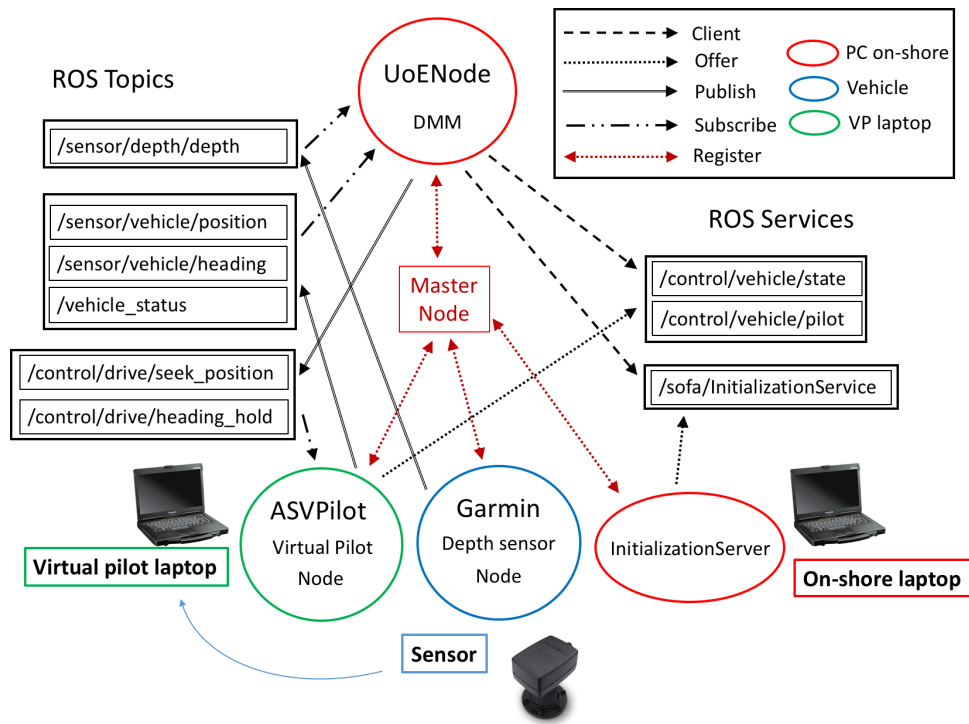 ROS Topics
UoENode
DMM
Client
Offer
Publish
Subscribe
Register
PC on-shore
Vehicle
VP laptop
/sensor/depth/depth
/sensor/vehicle/position
/sensor/vehicle/heading
/vehicle_status
/control/drive/seek_position
/control/drive/heading_hold
Master
Node
ROS Services
/control/vehicle/state
/control/vehicle/pilot
/sofa/InitializationService
ASVPilot
Virtual Pilot
Node
Garmin
Depth sensor
Node
InitializationServer
Virtual pilot laptop
On-shore laptop
Sensor